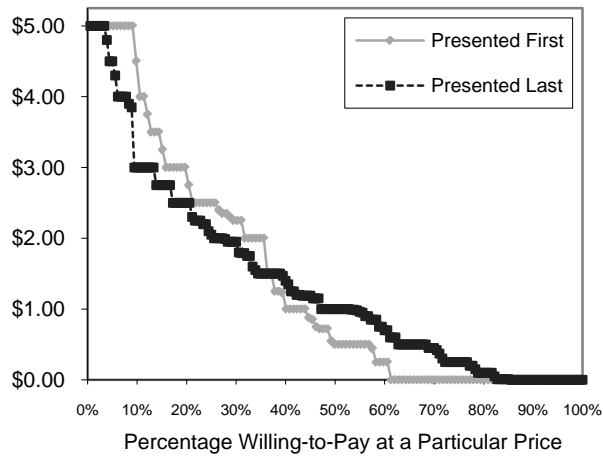 $5.00
$4.00
$3.00
$2.00
$1.00
$0.00
Presented First
Presented Last
0% 10% 20% 30% 40% 50% 60% 70% 80% 90% 100%
Percentage Willing-to-Pay at a Particular Price